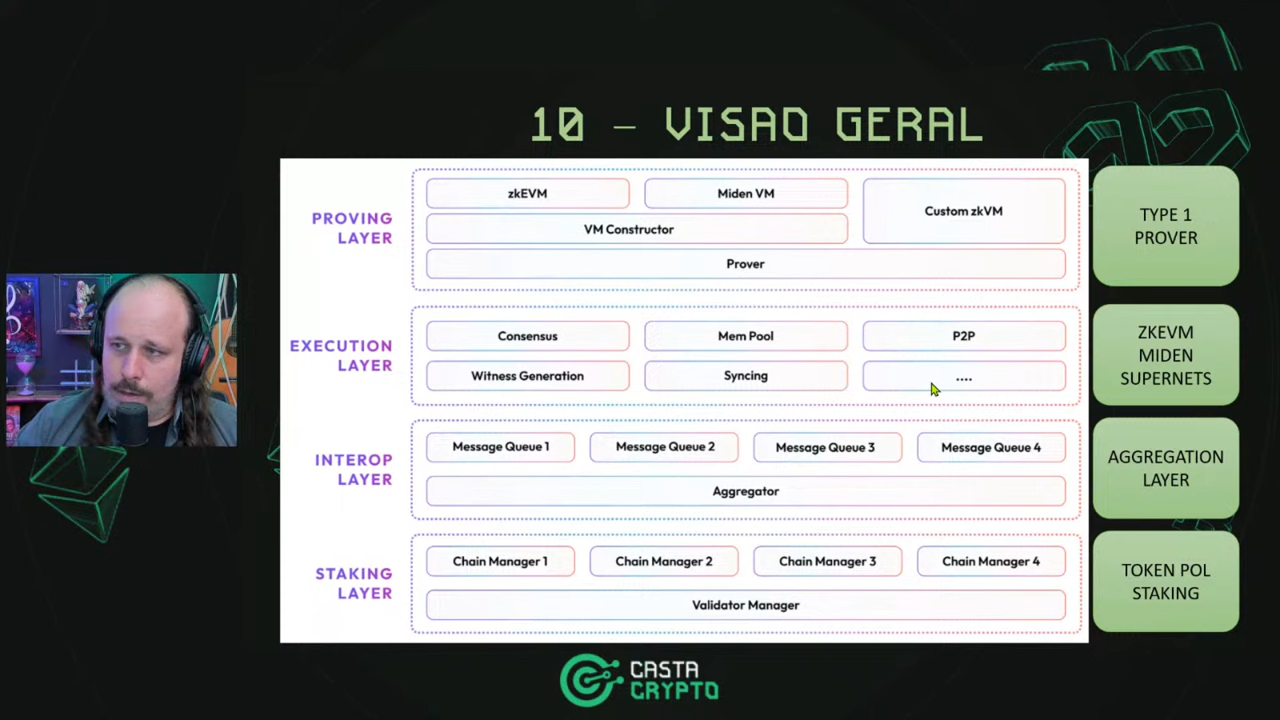 10 – VISAO GERAL
PROVING
LAYER
zkEVM
Miden VM
Custom zkVM
VM Constructor
Prover
TYPE 1
PROVER
EXECUTION
LAYER
Consensus
Mem Pool
P2P
Witness Generation
Syncing
....
ZKEVM
MIDEN
SUPERNETS
INTEROP
LAYER
Message Queue 1
Message Queue 2
Message Queue 3
Message Queue 4
Aggregator
AGGREGATION
LAYER
STAKING
LAYER
Chain Manager 1
Chain Manager 2
Chain Manager 3
Chain Manager 4
Validator Manager
TOKEN POL
STAKING
CASTA
CRYPTO